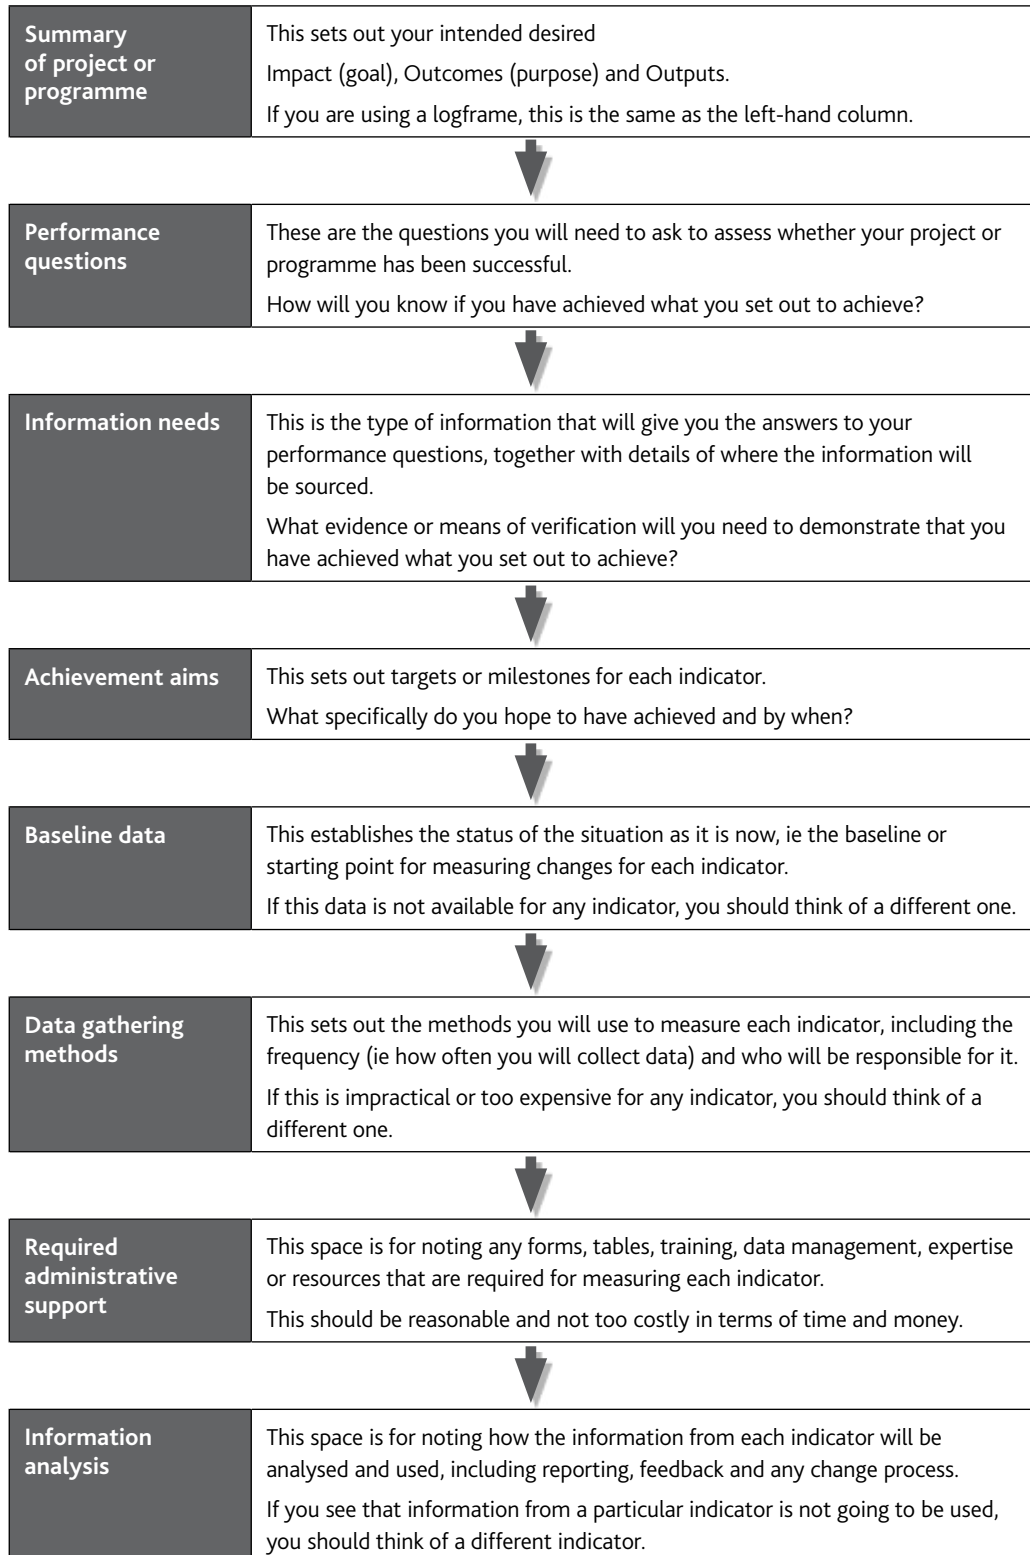 Summary
of project or
programme
This sets out your intended desired
Impact (goal), Outcomes (purpose) and Outputs.
If you are using a logframe, this is the same as the left-hand column.
Performance
questions
These are the questions you will need to ask to assess whether your project or
programme has been successful.
How will you know if you have achieved what you set out to achieve?
Information needs
This is the type of information that will give you the answers to your
performance questions, together with details of where the information will
be sourced.
What evidence or means of verification will you need to demonstrate that you
have achieved what you set out to achieve?
Achievement aims
This sets out targets or milestones for each indicator.
What specifically do you hope to have achieved and by when?
Baseline data
This establishes the status of the situation as it is now, ie the baseline or
starting point for measuring changes for each indicator.
If this data is not available for any indicator, you should think of a different one.
Data gathering
methods
This sets out the methods you will use to measure each indicator, including the
frequency (ie how often you will collect data) and who will be responsible for it.
If this is impractical or too expensive for any indicator, you should think of a
different one.
Required
administrative
support
This space is for noting any forms, tables, training, data management, expertise
or resources that are required for measuring each indicator.
This should be reasonable and not too costly in terms of time and money.
Information
analysis
This space is for noting how the information from each indicator will be
analysed and used, including reporting, feedback and any change process.
If you see that information from a particular indicator is not going to be used,
you should think of a different indicator.